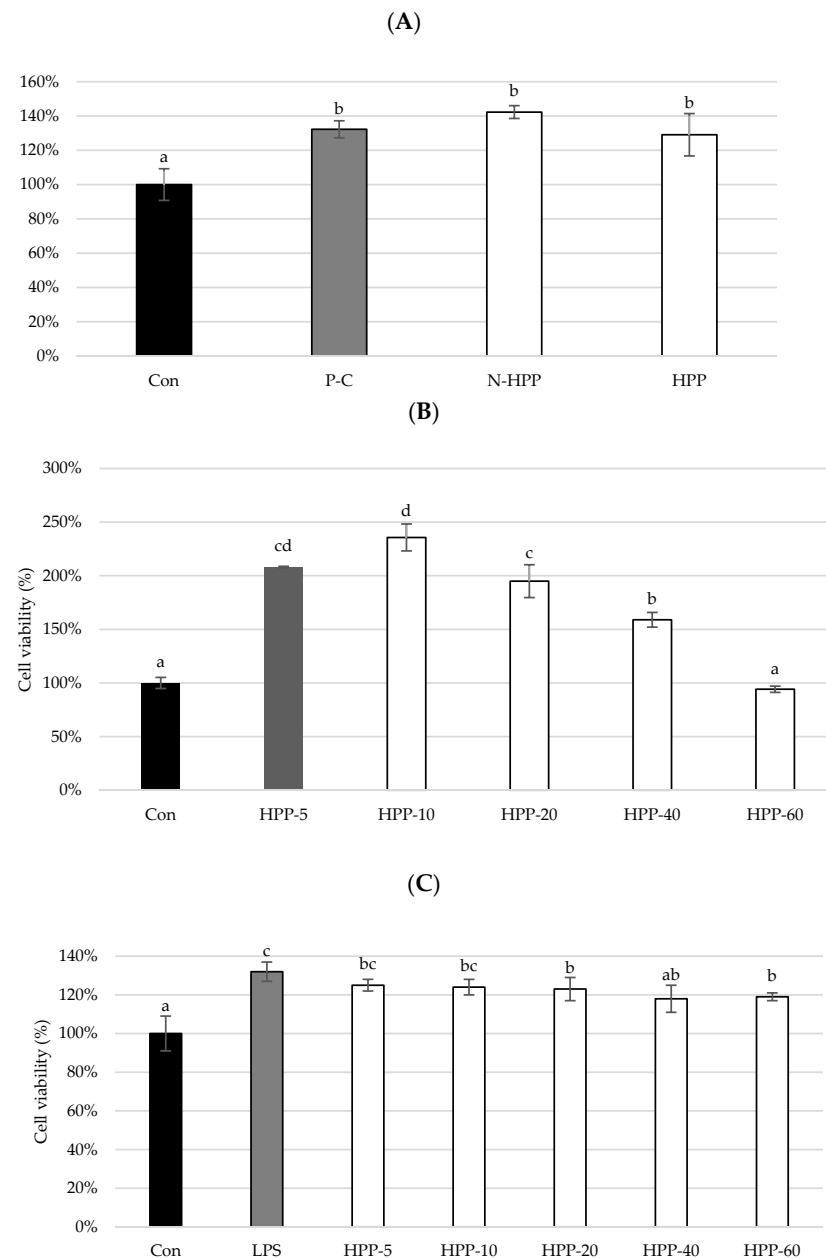 (A)
160%
140%
120%
100%
80%
60%
40%
20%
0%
a
b
b
b
Con P-C N-HPP HPP
(B)
Cell viability (%)
300%
250%
200%
150%
100%
50%
0%
a
cd
d
c
b
a
Con HPP-5 HPP-10 HPP-20 HPP-40 HPP-60
(C)
Cell viability (%)
140%
120%
100%
80%
60%
40%
20%
0%
a
c
bc
bc
b
ab
b
Con LPS HPP-5 HPP-10 HPP-20 HPP-40 HPP-60